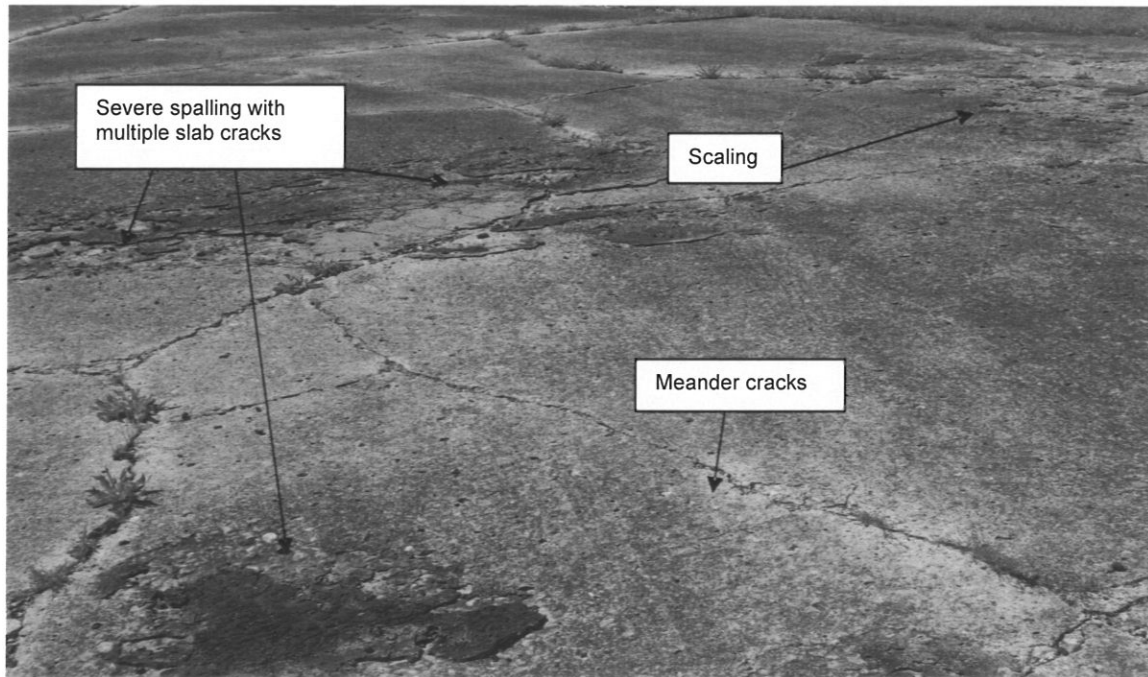 Severe spalling with
multiple slab cracks
Scaling
Meander cracks